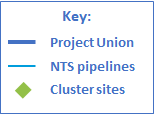 Key:
Project Union
NTS pipelines
Cluster sites